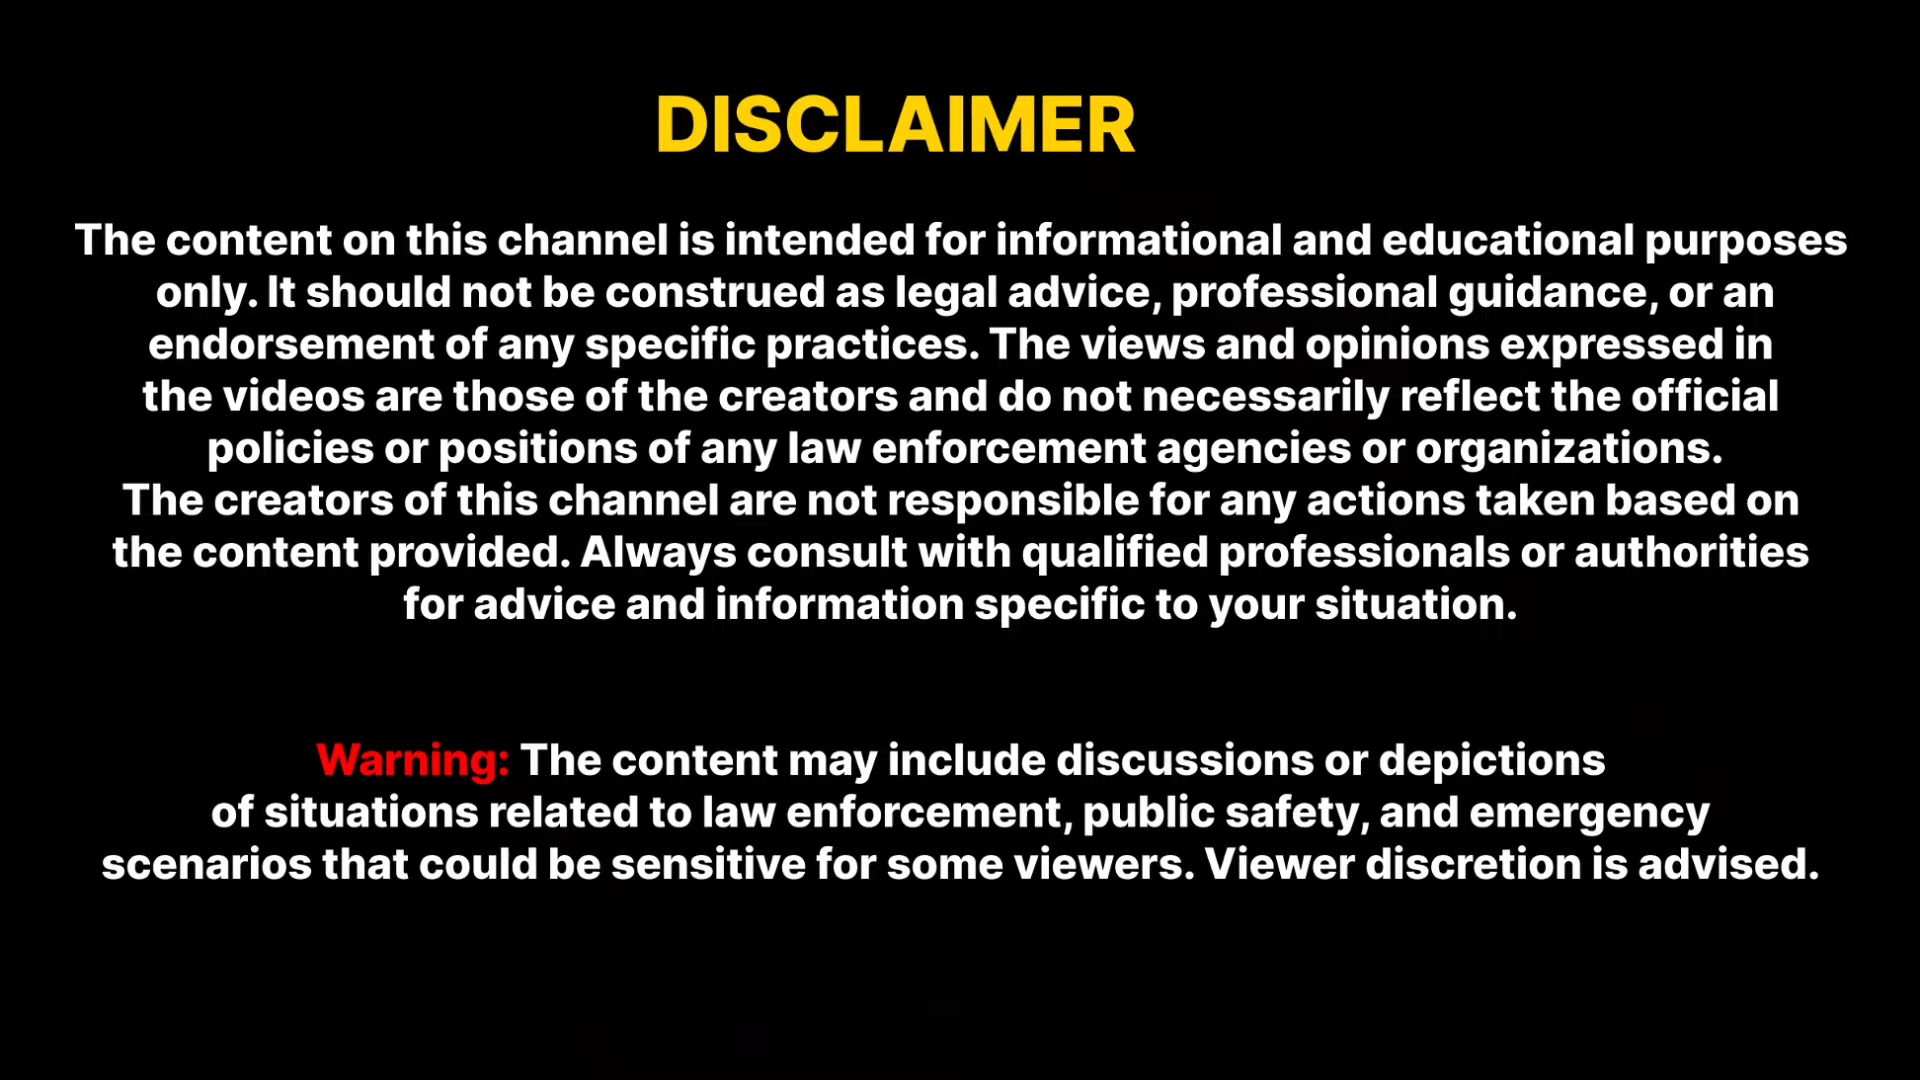 DISCLAIMER
The content on this channel is intended for informational and educational purposes
only. It should not be construed as legal advice, professional guidance, or an
endorsement of any specific practices. The views and opinions expressed in
the videos are those of the creators and do not necessarily reflect the official
policies or positions of any law enforcement agencies or organizations.
The creators of this channel are not responsible for any actions taken based on
the content provided. Always consult with qualified professionals or authorities
for advice and information specific to your situation.
Warning: The content may include discussions or depictions
of situations related to law enforcement, public safety, and emergency
scenarios that could be sensitive for some viewers. Viewer discretion is advised.